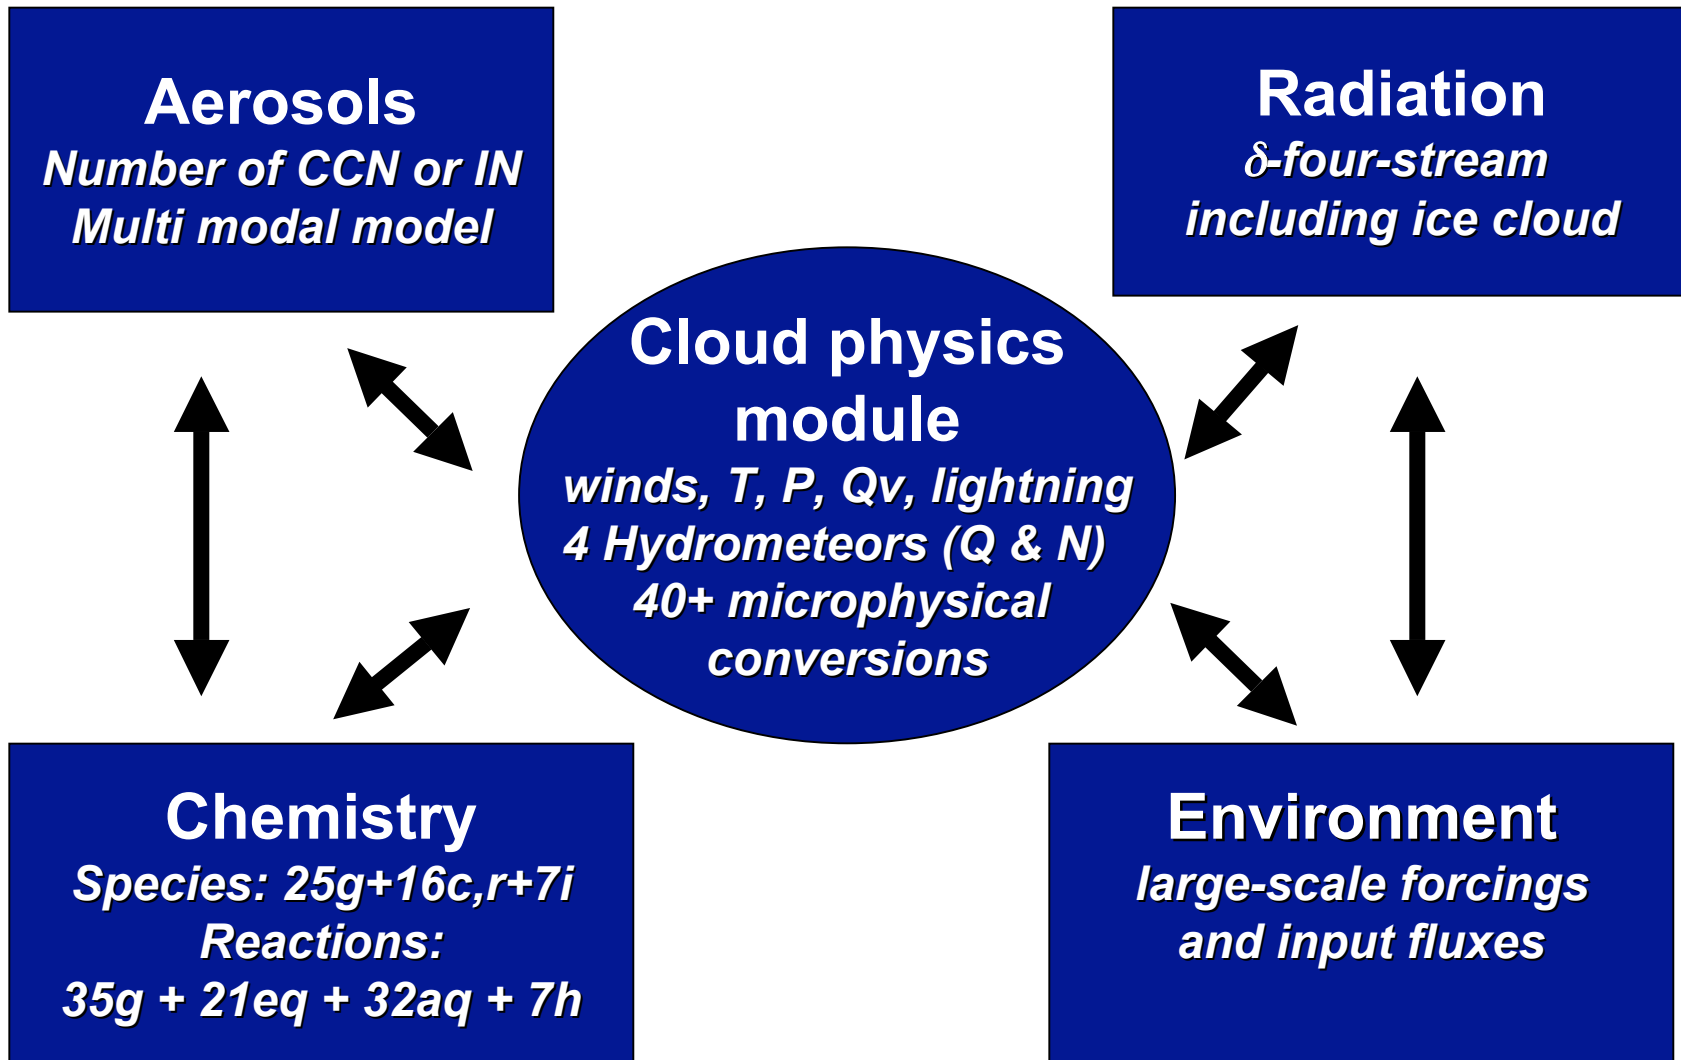 Aerosols
Number of CCN or IN
Multi modal model
Radiation
δ-four-stream
including ice cloud
Cloud physics
module
winds, T, P, Qv, lightning
4 Hydrometeors (Q & N)
40+ microphysical
conversions
Chemistry
Species: 25g+16c,r+7i
Reactions:
35g + 21eq + 32aq + 7h
Environment
large-scale forcings
and input fluxes